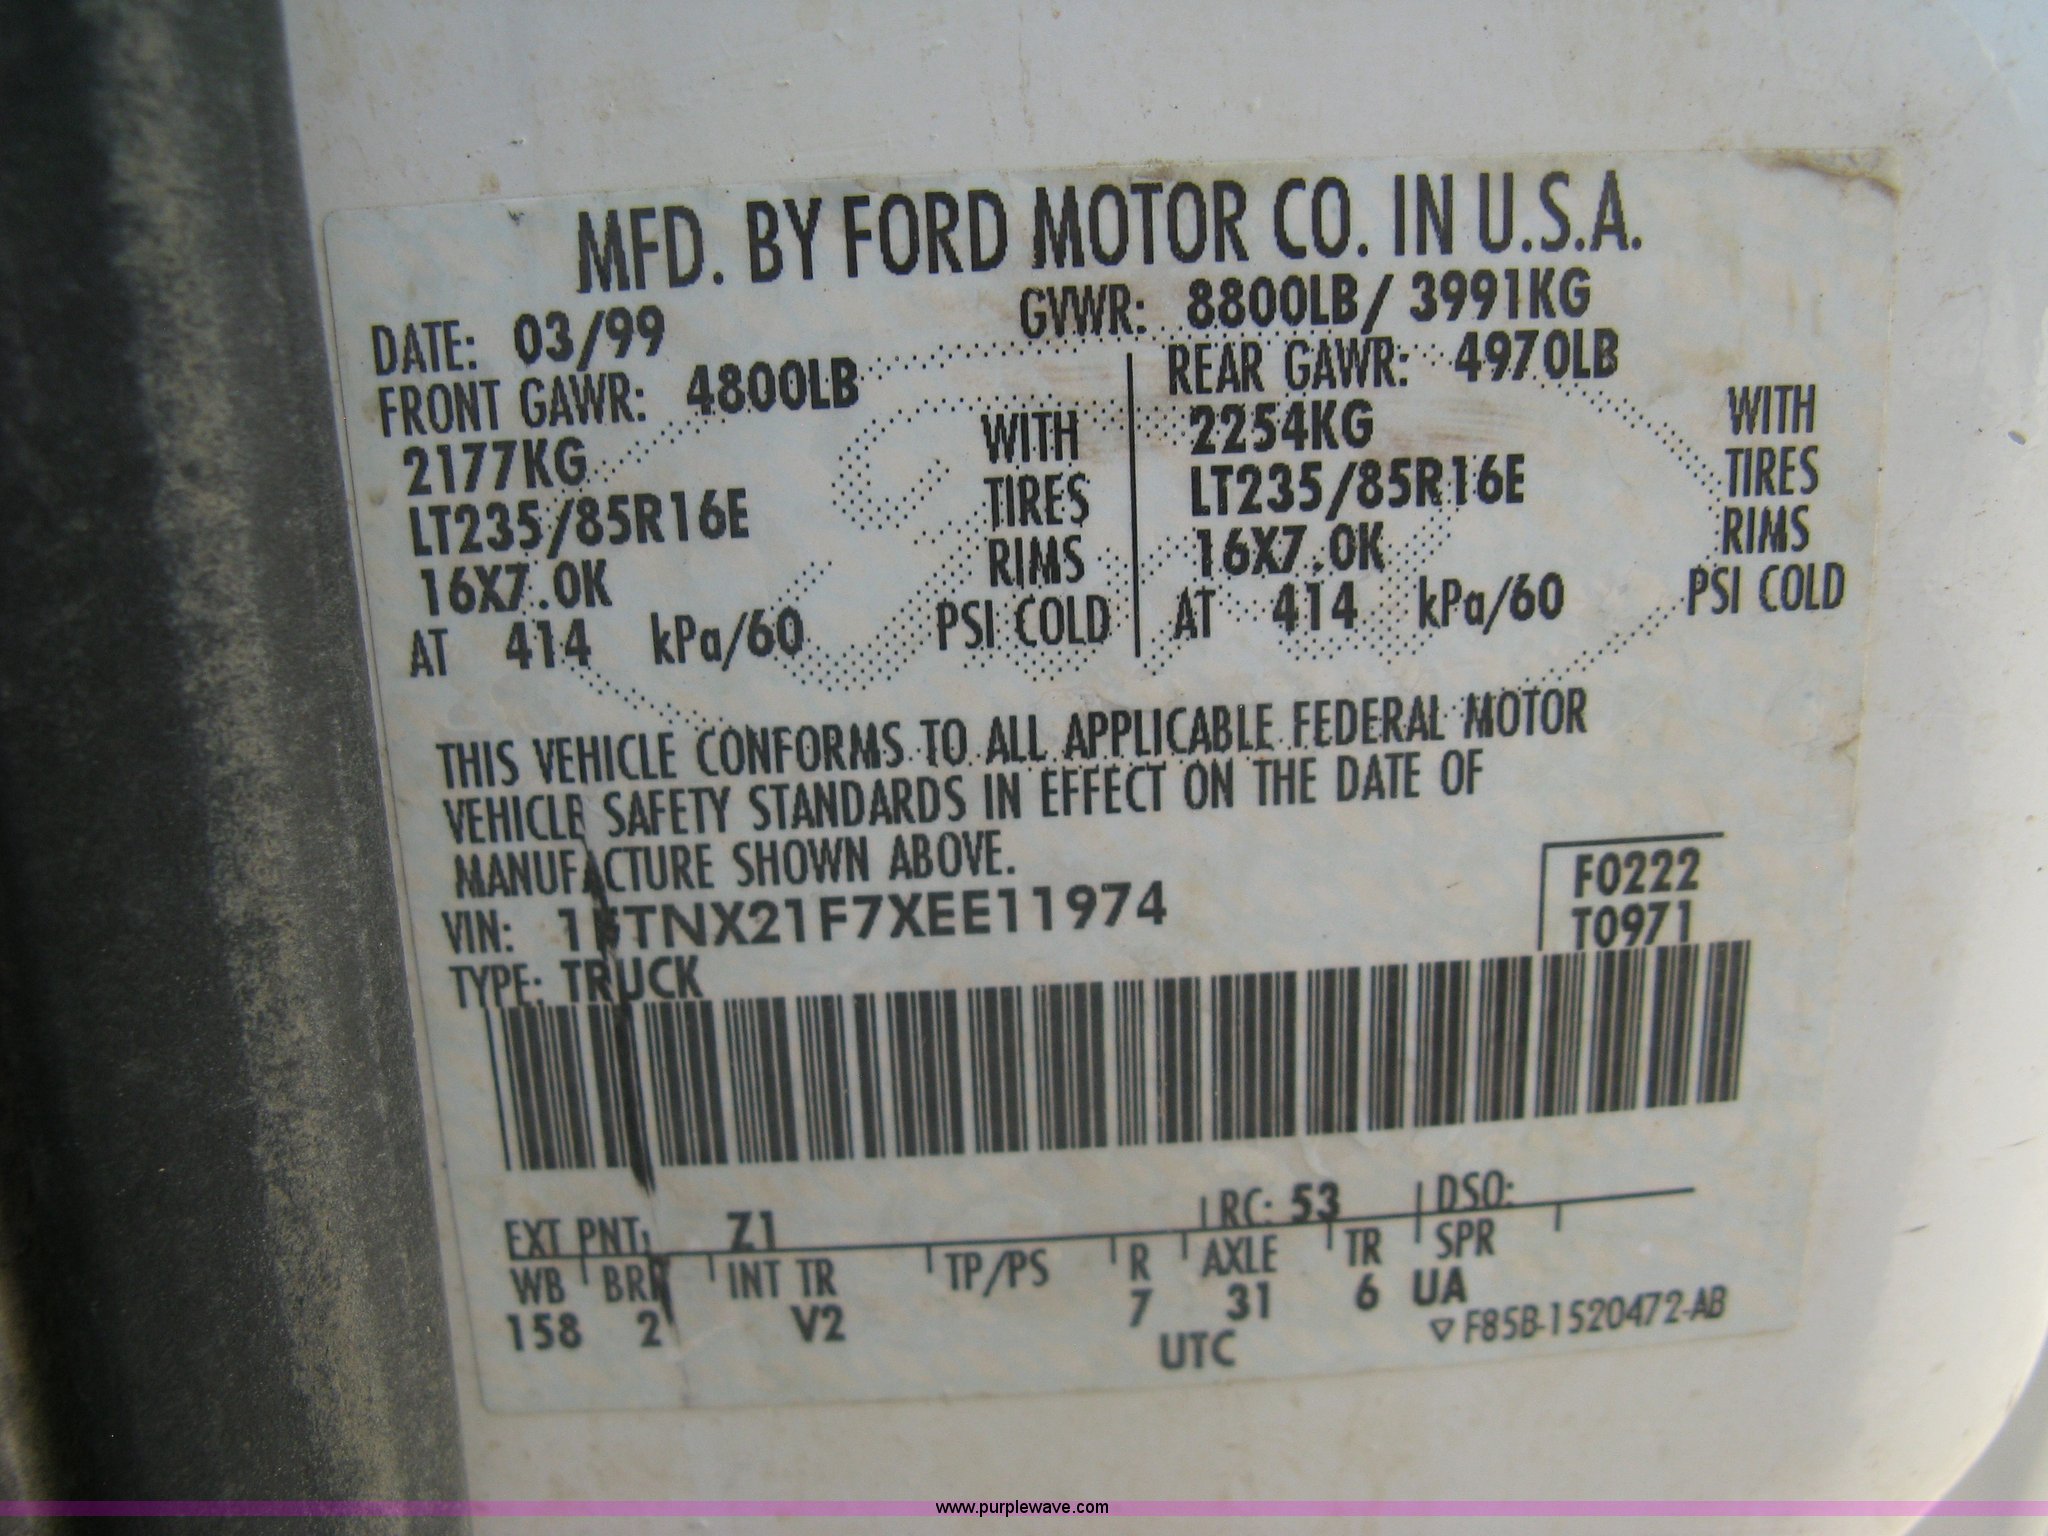 MFD. BY FORD MOTOR CO. IN U.S.A.
DATE: 03/99 GVWR: 8800LB/ 3991KG
FRONT GAWR: 4800LB REAR GAWR: 4970LB
2177KG WITH 2254KG WITH
LT235/85R16E TIRES LT235/85R16E TIRES
16X7.0K RIMS 16X7.0K RIMS
AT 414 kPa/60 PSI COLD AT 414 kPa/60 PSI COLD
THIS VEHICLE CONFORMS TO ALL APPLICABLE FEDERAL MOTOR
VEHICLE SAFETY STANDARDS IN EFFECT ON THE DATE OF
MANUFACTURE SHOWN ABOVE.
VIN: 1FTNX21F7XEE11974 F0222
TYPE: TRUCK T0971
EXT PNT: Z1 RC: 53 DSO:
WB BRK INT TR TP/PS R AXLE TR SPR
158 2 V2 7 31 6 UA
UTC ▽ F85B-1520472-AB
www.purplewave.com